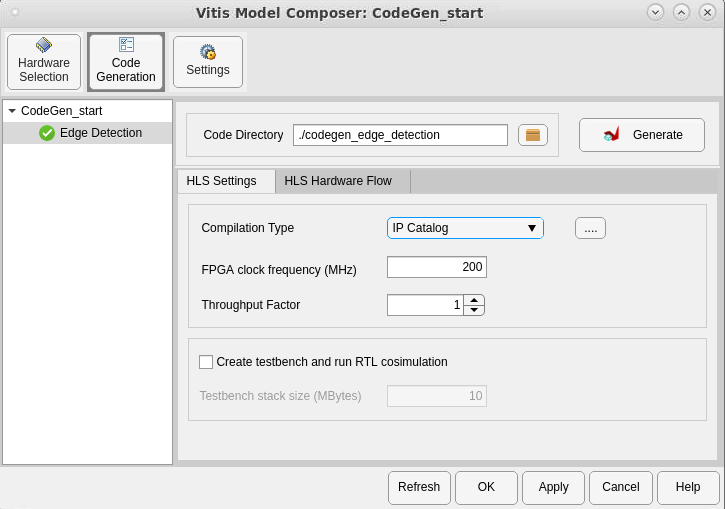 Vitis Model Composer: CodeGen_start
Hardware
Selection
Code
Generation
Settings
CodeGen_start
Edge Detection
Code Directory
./codegen_edge_detection
Generate
HLS Settings
HLS Hardware Flow
Compilation Type
IP Catalog
....
FPGA clock frequency (MHz)
200
Throughput Factor
1
Create testbench and run RTL cosimulation
Testbench stack size (MBytes)
10
Refresh
OK
Apply
Cancel
Help